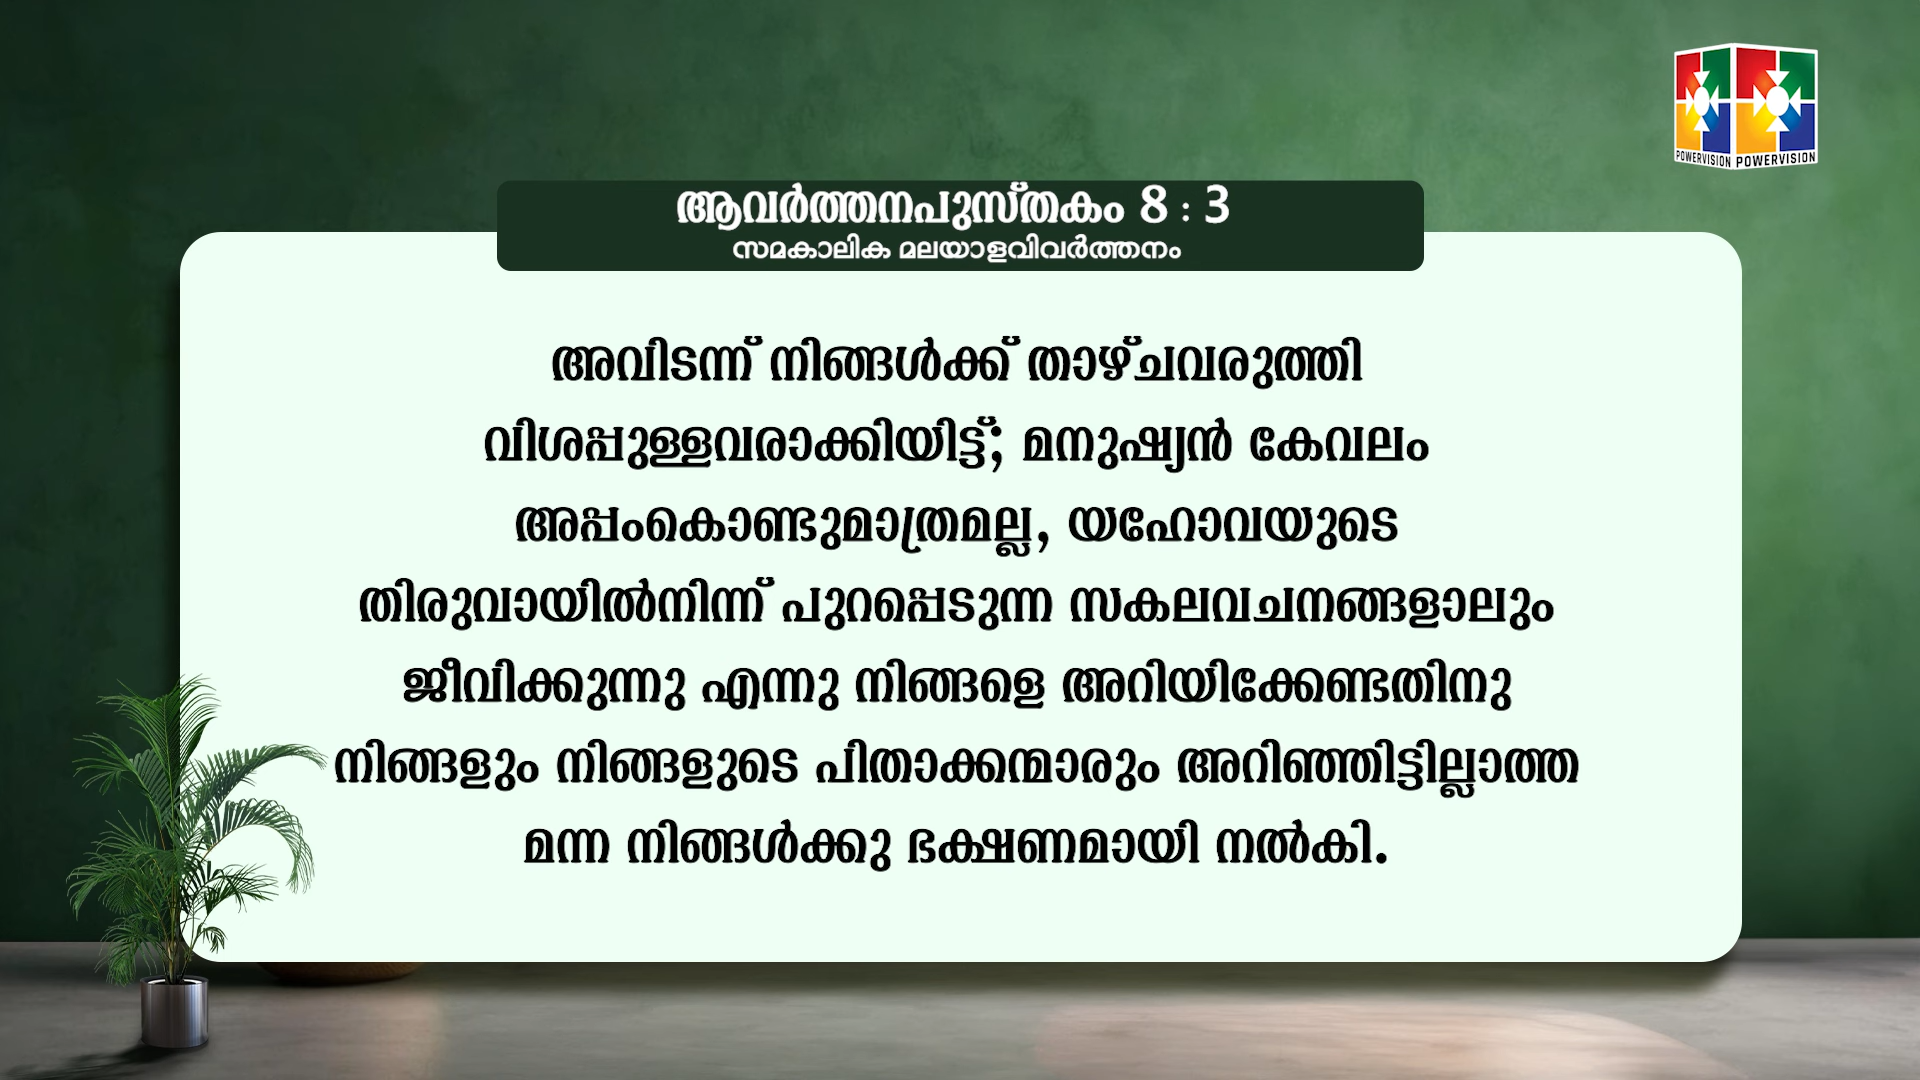 POWERVISION POWERVISION
ആവർത്തനപുസ്തകം 8 : 3
സമകാലിക മലയാളവിവർത്തനം
അവിടന്ന് നിങ്ങൾക്ക് താഴ്ചവരുത്തി
വിശപ്പുള്ളവരാക്കിയിട്ട്; മനുഷ്യൻ കേവലം
അപ്പംകൊണ്ടുമാത്രമല്ല, യഹോവയുടെ
തിരുവായിൽനിന്ന് പുറപ്പെടുന്ന സകലവചനങ്ങളാലും
ജീവിക്കുന്നു എന്നു നിങ്ങളെ അറിയിക്കേണ്ടതിനു
നിങ്ങളും നിങ്ങളുടെ പിതാക്കന്മാരും അറിഞ്ഞിട്ടില്ലാത്ത
മന്ന നിങ്ങൾക്കു ഭക്ഷണമായി നൽകി.